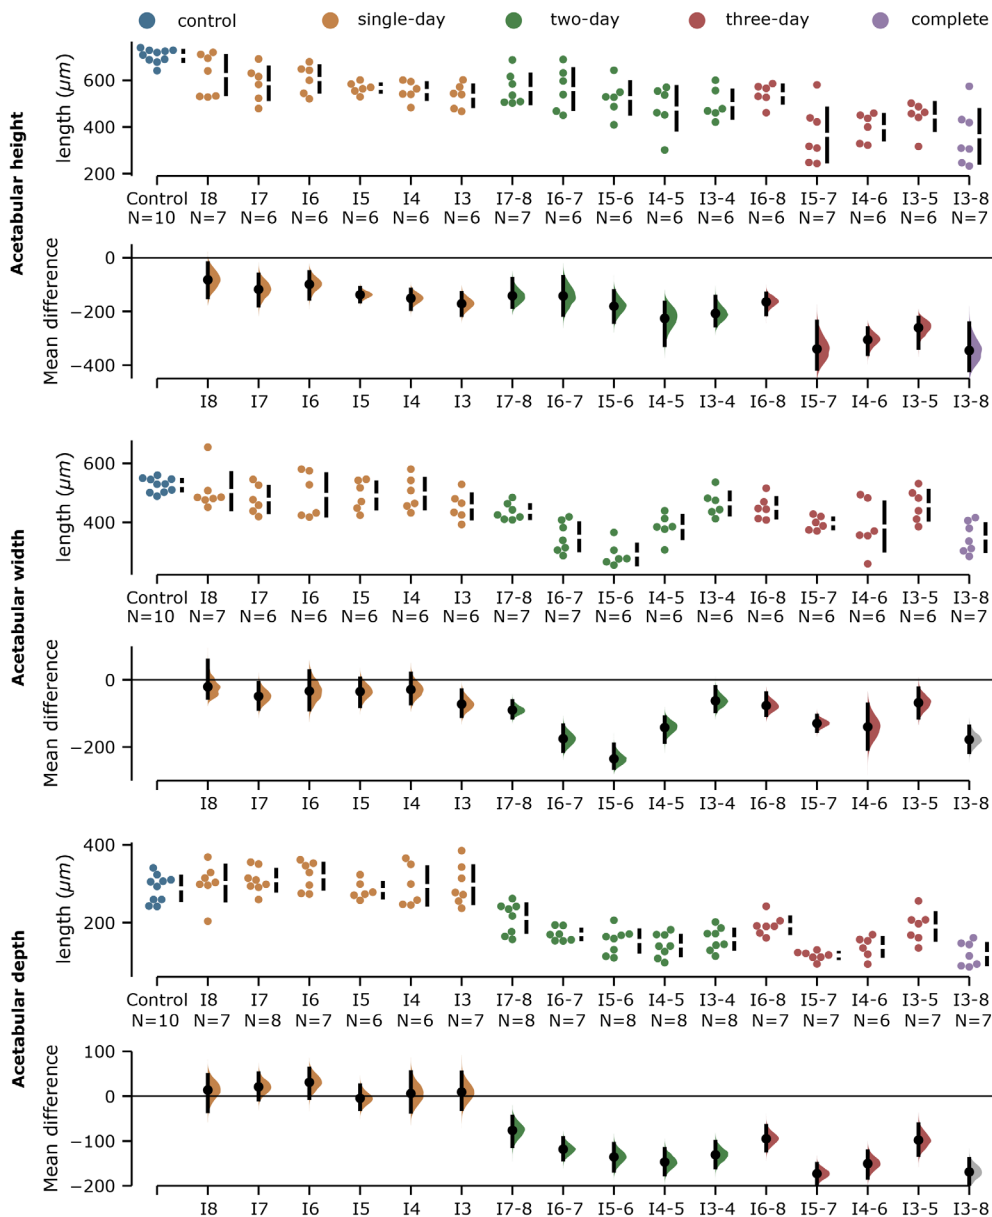 control single-day two-day three-day complete
Acetabular height
length (μm)
600
400
200
Control I8 I7 I6 I5 I4 I3 I7-8 I6-7 I5-6 I4-5 I3-4 I6-8 I5-7 I4-6 I3-5 I3-8
N=10 N=7 N=6 N=6 N=6 N=6 N=6 N=7 N=6 N=6 N=6 N=6 N=6 N=7 N=6 N=6 N=7
Mean difference
0
−200
−400
I8 I7 I6 I5 I4 I3 I7-8 I6-7 I5-6 I4-5 I3-4 I6-8 I5-7 I4-6 I3-5 I3-8
Acetabular width
length (μm)
600
400
Control I8 I7 I6 I5 I4 I3 I7-8 I6-7 I5-6 I4-5 I3-4 I6-8 I5-7 I4-6 I3-5 I3-8
N=10 N=7 N=6 N=6 N=6 N=6 N=6 N=7 N=7 N=6 N=6 N=6 N=6 N=6 N=6 N=6 N=7
Mean difference
0
−200
I8 I7 I6 I5 I4 I3 I7-8 I6-7 I5-6 I4-5 I3-4 I6-8 I5-7 I4-6 I3-5 I3-8
Acetabular depth
length (μm)
400
200
Control I8 I7 I6 I5 I4 I3 I7-8 I6-7 I5-6 I4-5 I3-4 I6-8 I5-7 I4-6 I3-5 I3-8
N=10 N=7 N=8 N=7 N=6 N=6 N=7 N=8 N=7 N=8 N=8 N=8 N=7 N=7 N=6 N=7 N=7
Mean difference
100
0
−100
−200
I8 I7 I6 I5 I4 I3 I7-8 I6-7 I5-6 I4-5 I3-4 I6-8 I5-7 I4-6 I3-5 I3-8